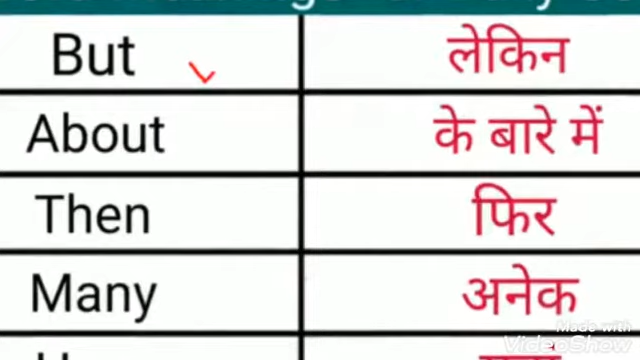 But लेकिन
About के बारे में
Then फिर
Many अनेक
Made with
VideoShow